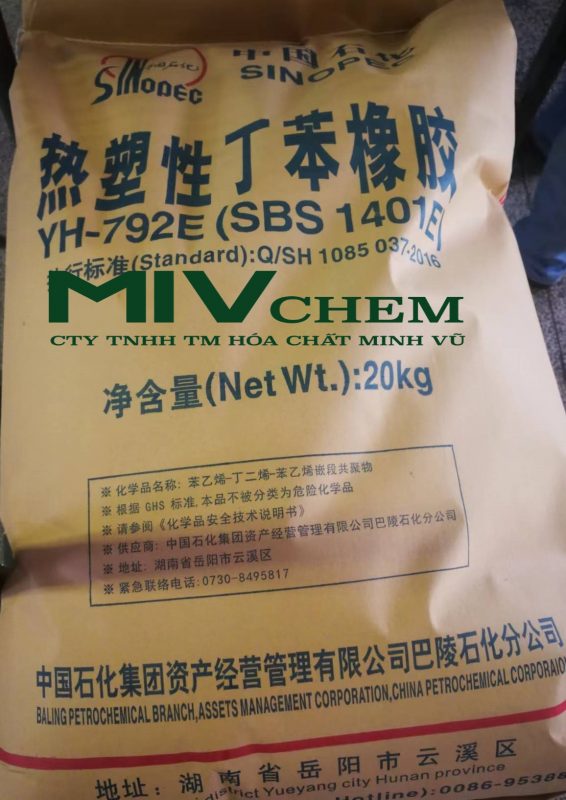 中国石化
SINOPEC
SINOPEC
热塑性丁苯橡胶
YH-792E (SBS 1401E)
执行标准(Standard):Q/SH 1085 037-2016
MIVCHEM
CTY TNHH TM HÓA CHẤT MINH VŨ
净含量(Net Wt.):20kg
※ 化学品名称: 苯乙烯-丁二烯-苯乙烯嵌段共聚物
※ 根据 GHS 标准,本品不被分类为危险化学品
※ 请参阅《化学品安全技术说明书》
※ 供应商: 中国石化集团资产经营管理有限公司巴陵石化分公司
※ 地址: 湖南省岳阳市云溪区
※ 紧急联络电话:0730-8495817
中国石化集团资产经营管理有限公司巴陵石化分公司
BALING PETROCHEMICAL BRANCH,ASSETS MANAGEMENT CORPORATION,CHINA PETROCHEMICAL CORPORAION
地址: 湖南省岳阳市云溪区
district Yueyang city Hunan province
Hotline):0086-95388